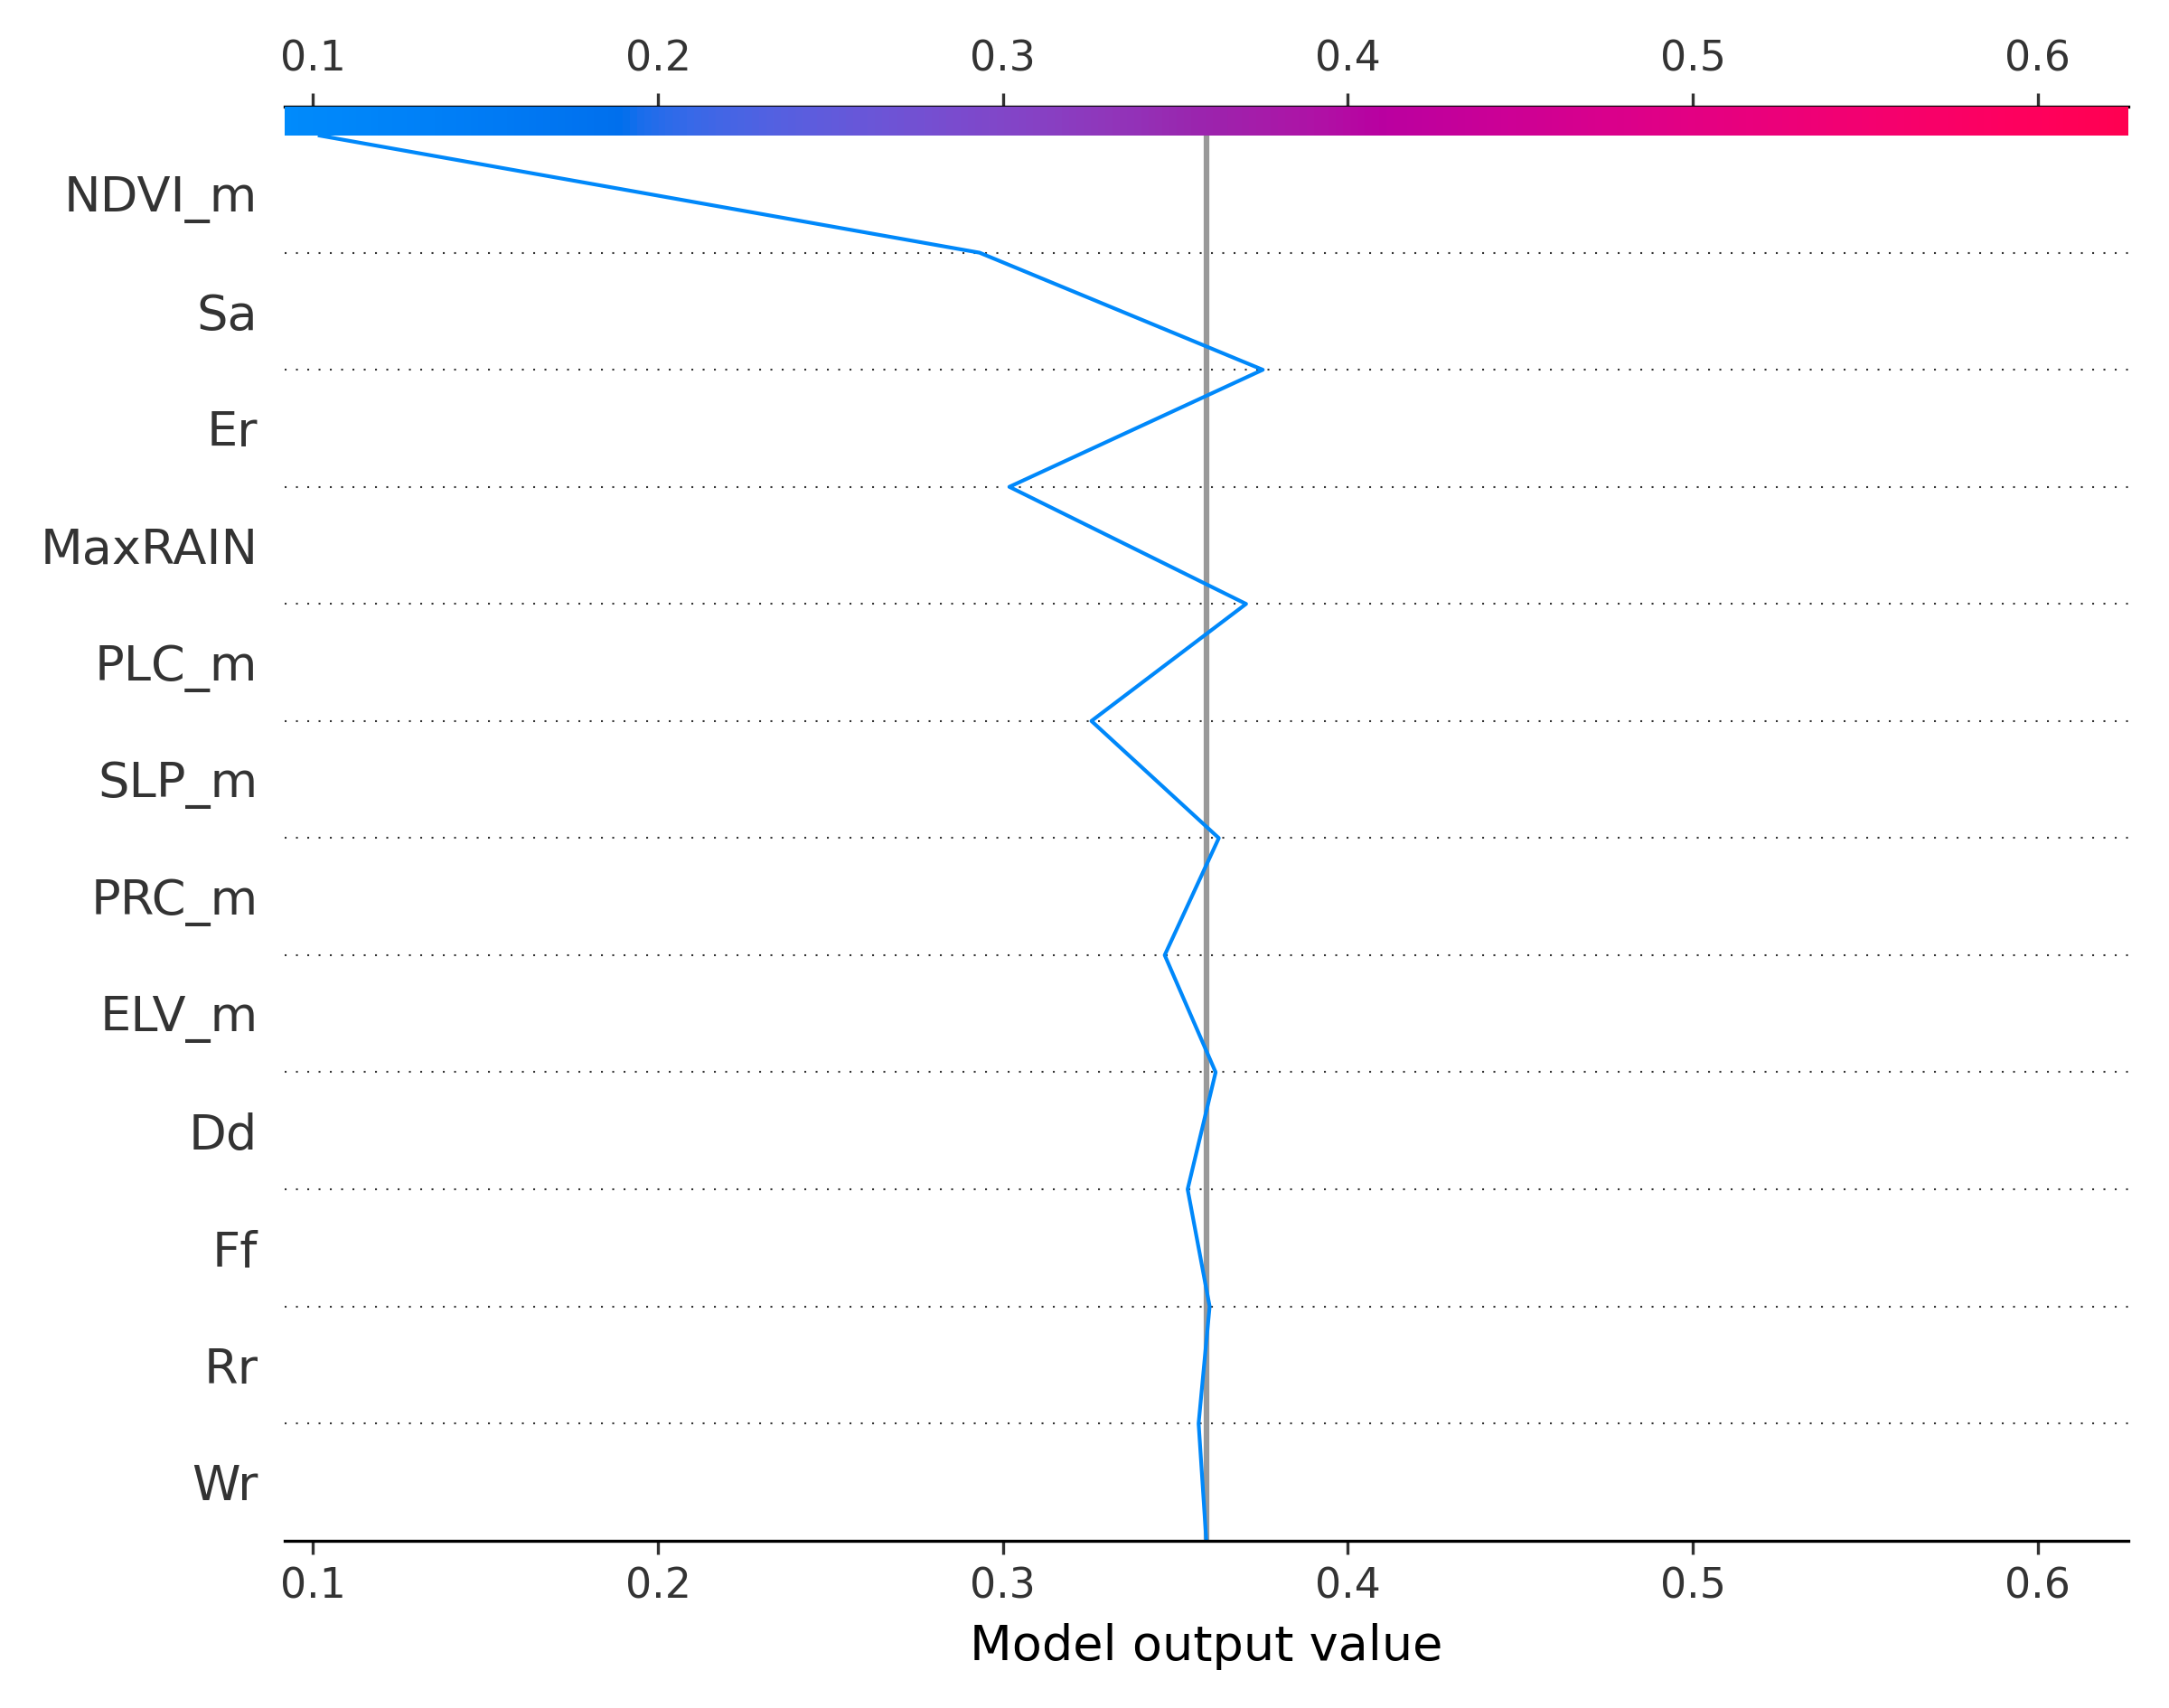 0.1 0.2 0.3 0.4 0.5 0.6
NDVI_m
Sa
Er
MaxRAIN
PLC_m
SLP_m
PRC_m
ELV_m
Dd
Ff
Rr
Wr
0.1 0.2 0.3 0.4 0.5 0.6
Model output value